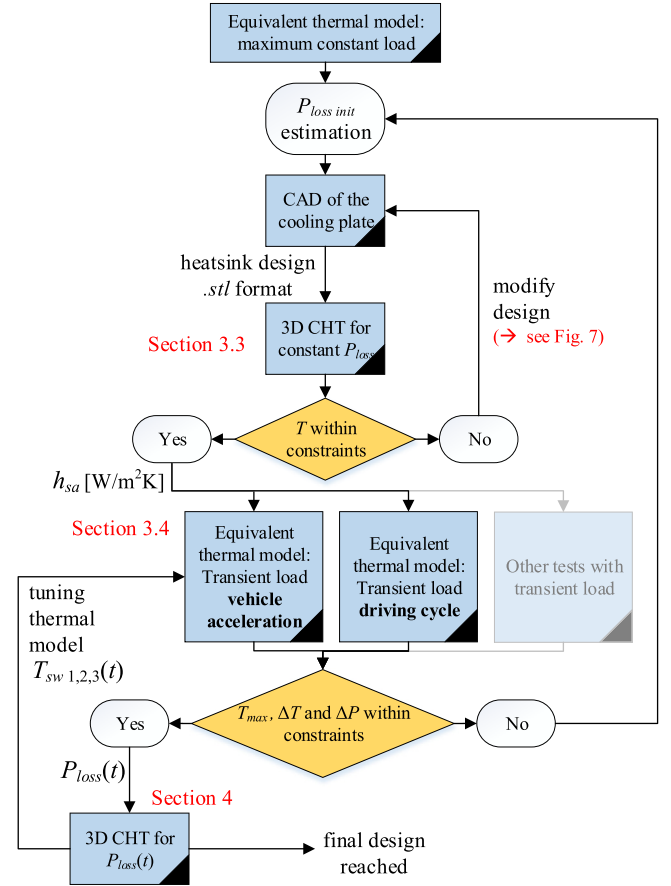 Equivalent thermal model:
maximum constant load
P_loss init
estimation
CAD of the
cooling plate
heatsink design
.stl format
modify
design
(→ see Fig. 7)
Section 3.3
3D CHT for
constant P_loss
T within
constraints
Yes
No
h_sa [W/m²K]
Section 3.4
Equivalent
thermal model:
Transient load
vehicle
acceleration
Equivalent
thermal model:
Transient load
driving cycle
Other tests with
transient load
tuning
thermal
model
T_sw 1,2,3(t)
T_max, ΔT and ΔP within
constraints
Yes
No
P_loss(t)
Section 4
3D CHT for
P_loss(t)
final design
reached